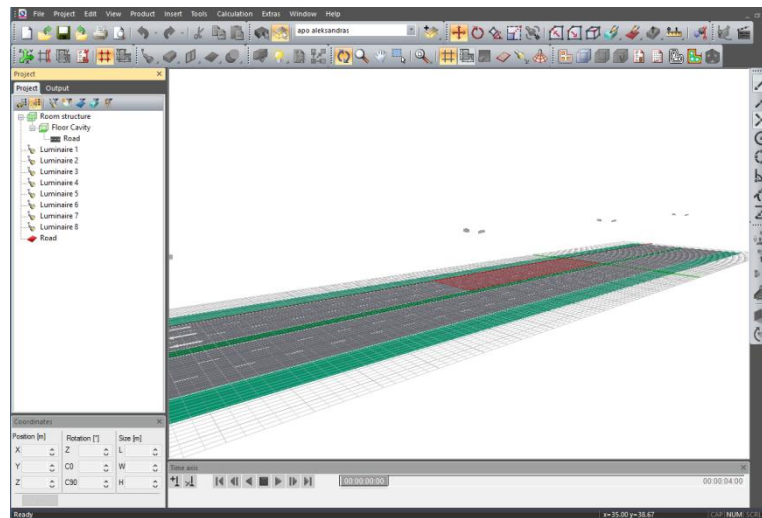 File Project Edit View Product Insert Tools Calculation Extras Window Help
apo aleksandras
Project
Project Output
Room structure
Floor Cavity
Road
Luminaire 1
Luminaire 2
Luminaire 3
Luminaire 4
Luminaire 5
Luminaire 6
Luminaire 7
Luminaire 8
Road
Coordinates
Position [m] Rotation [°] Size [m]
X Z L
Y C0 W
Z C90 H
Time axis
00:00:00:00 00:00:04:00
Ready x=35.00 y=38.67 CAP NUM SCRL